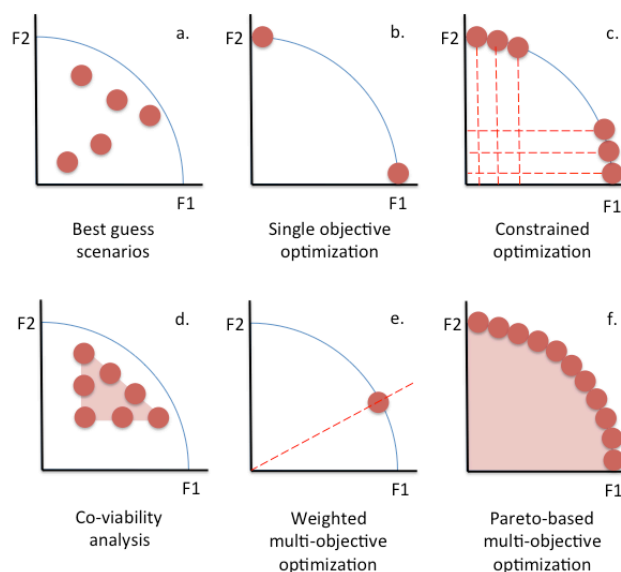 a.
F2
F1
Best guess
scenarios
b.
F2
F1
Single objective
optimization
c.
F2
F1
Constrained
optimization
d.
F2
F1
Co-viability
analysis
e.
F2
F1
Weighted
multi-objective
optimization
f.
F2
F1
Pareto-based
multi-objective
optimization